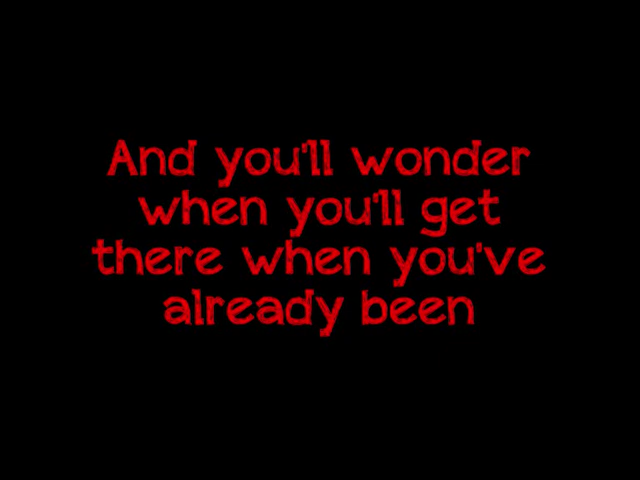 And you'll wonder
when you'll get
there when you've
already been